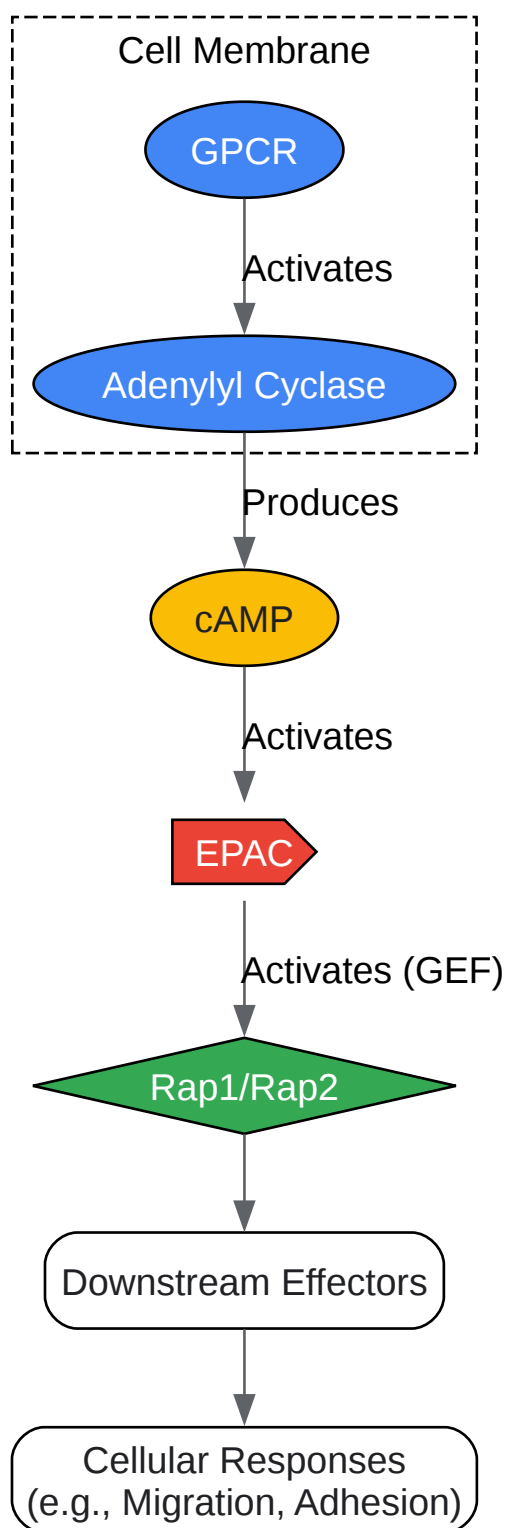 Cell Membrane
GPCR
Activates
Adenylyl Cyclase
Produces
cAMP
Activates
EPAC
Activates (GEF)
Rap1/Rap2
Downstream Effectors
Cellular Responses
(e.g., Migration, Adhesion)